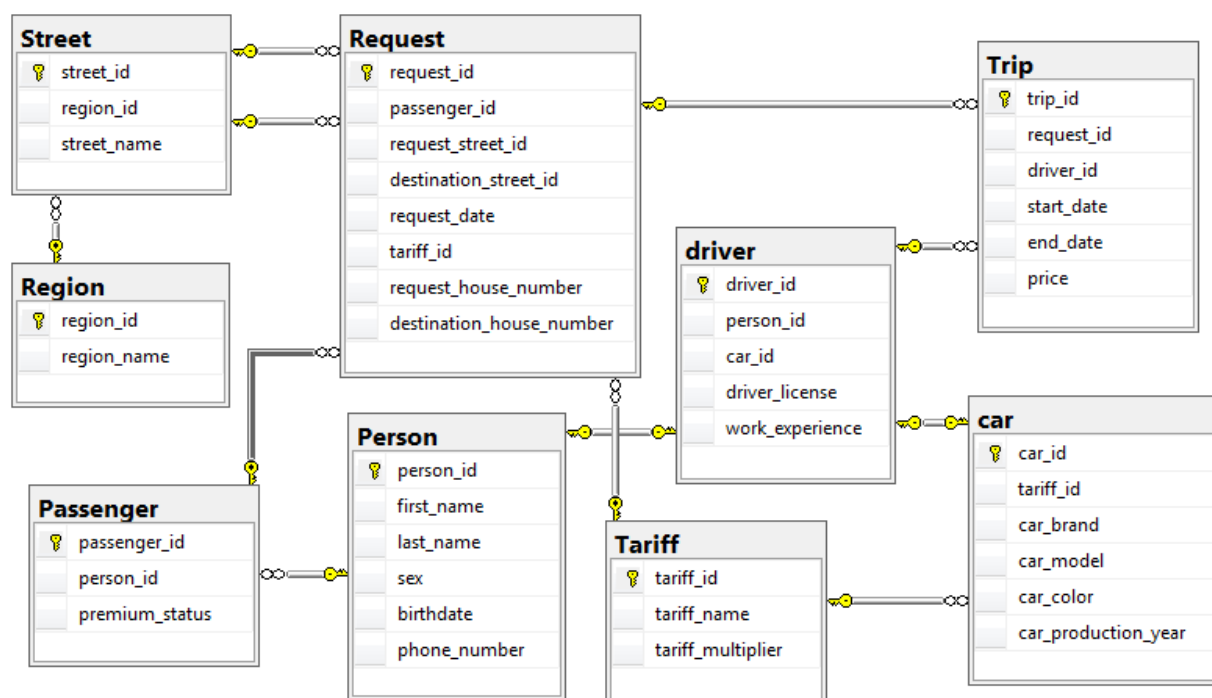 Street
street_id
region_id
street_name
Request
request_id
passenger_id
request_street_id
destination_street_id
request_date
tariff_id
request_house_number
destination_house_number
Trip
trip_id
request_id
driver_id
start_date
end_date
price
Region
region_id
region_name
driver
driver_id
person_id
car_id
driver_license
work_experience
Person
person_id
first_name
last_name
sex
birthdate
phone_number
car
car_id
tariff_id
car_brand
car_model
car_color
car_production_year
Passenger
passenger_id
person_id
premium_status
Tariff
tariff_id
tariff_name
tariff_multiplier